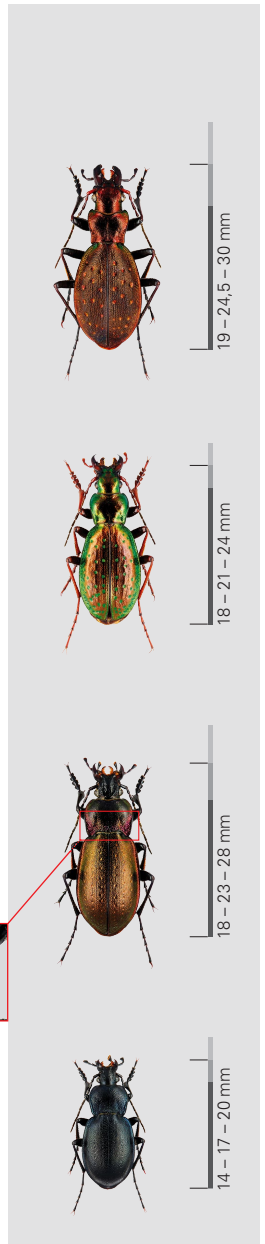 19 – 24,5 – 30 mm
18 – 21 – 24 mm
18 – 23 – 28 mm
14 – 17 – 20 mm